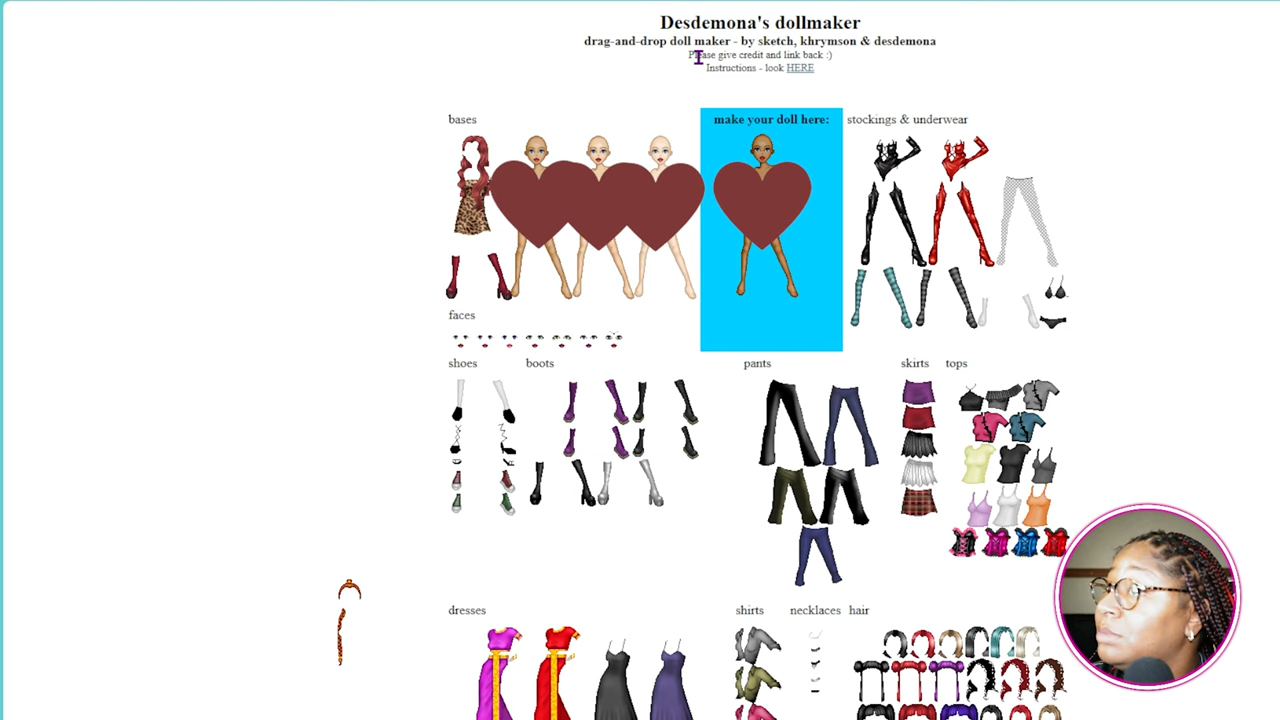 Desdemona's dollmaker
drag-and-drop doll maker - by sketch, khrymson & desdemona
Please give credit and link back :)
Instructions - look HERE
bases
make your doll here:
stockings & underwear
faces
shoes
boots
pants
skirts
tops
dresses
shirts
necklaces
hair